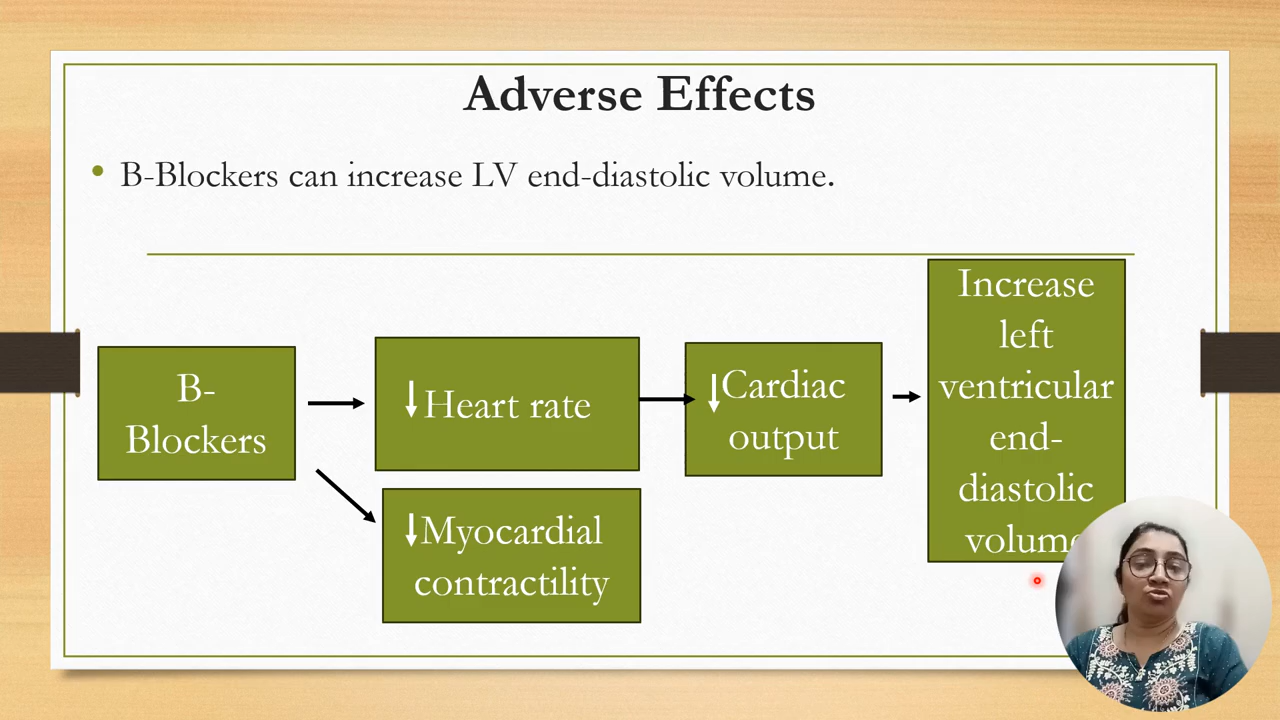 Adverse Effects
• B-Blockers can increase LV end-diastolic volume.
B-
Blockers
↓Heart rate
↓Myocardial
contractility
↓Cardiac
output
Increase
left
ventricular
end-
diastolic
volume